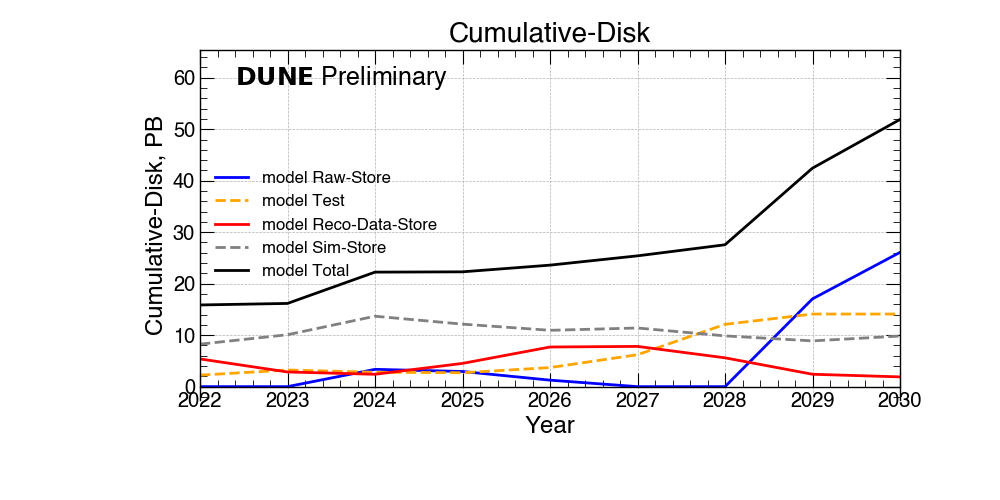 Cumulative-Disk
DUNE Preliminary
Cumulative-Disk, PB
60
50
40
30
20
10
0
model Raw-Store
model Test
model Reco-Data-Store
model Sim-Store
model Total
2022 2023 2024 2025 2026 2027 2028 2029 2030
Year